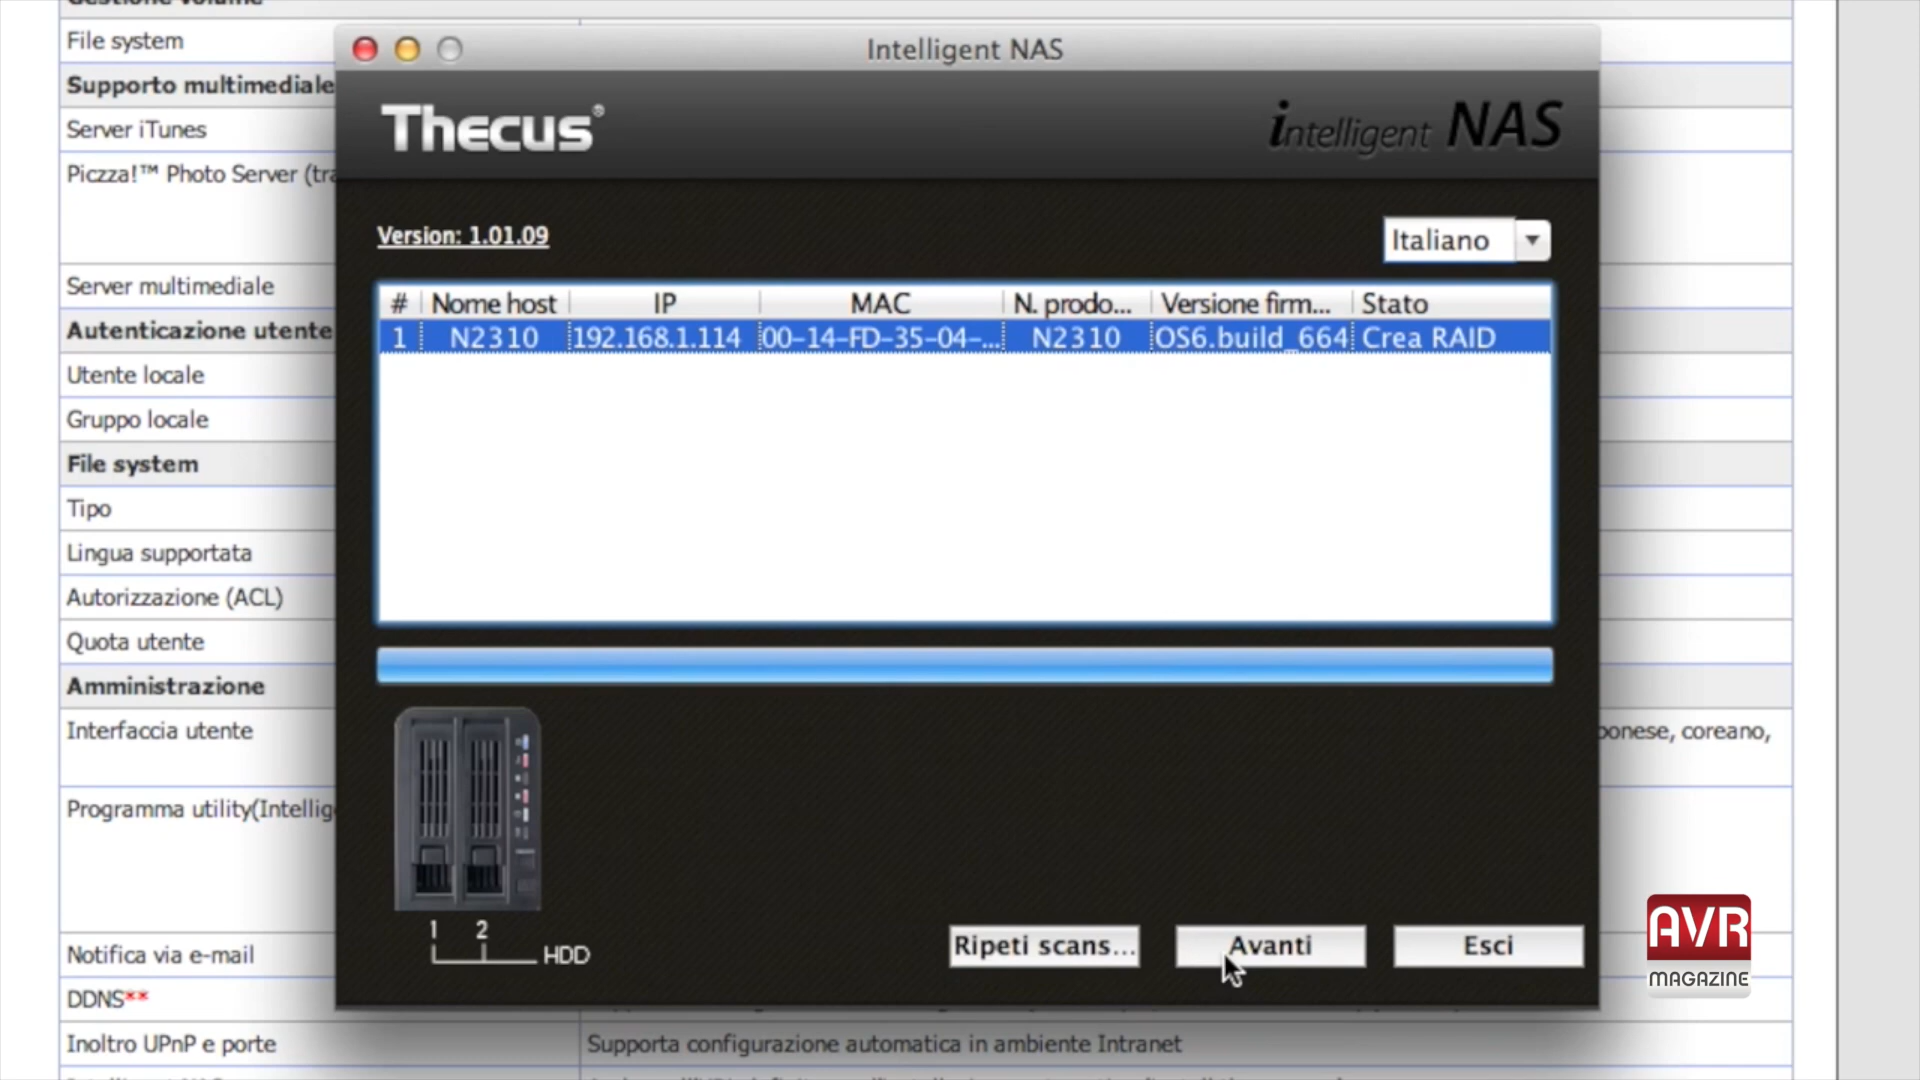 Gestione volume
File system
Supporto multimediale
Server iTunes
Piczza!™ Photo Server (tra
Server multimediale
Autenticazione utente
Utente locale
Gruppo locale
File system
Tipo
Lingua supportata
Autorizzazione (ACL)
Quota utente
Amministrazione
Interfaccia utente
ponese, coreano,
Programma utility(Intellig
Notifica via e-mail
DDNS**
Inoltro UPnP e porte
Supporta configurazione automatica in ambiente Intranet
Intelligent NAS
Thecus®
intelligent NAS
Version: 1.01.09
Italiano
# Nome host IP MAC N. prodo... Versione firm... Stato
1 N2310 192.168.1.114 00-14-FD-35-04-... N2310 OS6.build_664 Crea RAID
1 2
HDD
Ripeti scans... Avanti Esci
AVR
MAGAZINE